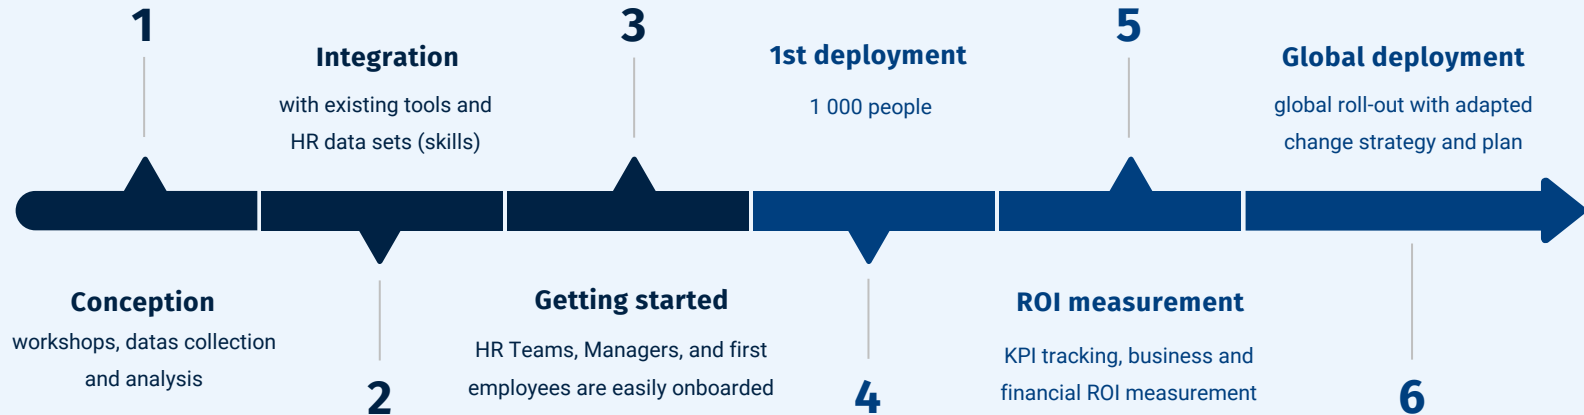 1
Conception
workshops, datas collection
and analysis
Integration
with existing tools and
HR data sets (skills)
2
3
Getting started
HR Teams, Managers, and first
employees are easily onboarded
1st deployment
1 000 people
4
5
ROI measurement
KPI tracking, business and
financial ROI measurement
Global deployment
global roll-out with adapted
change strategy and plan
6